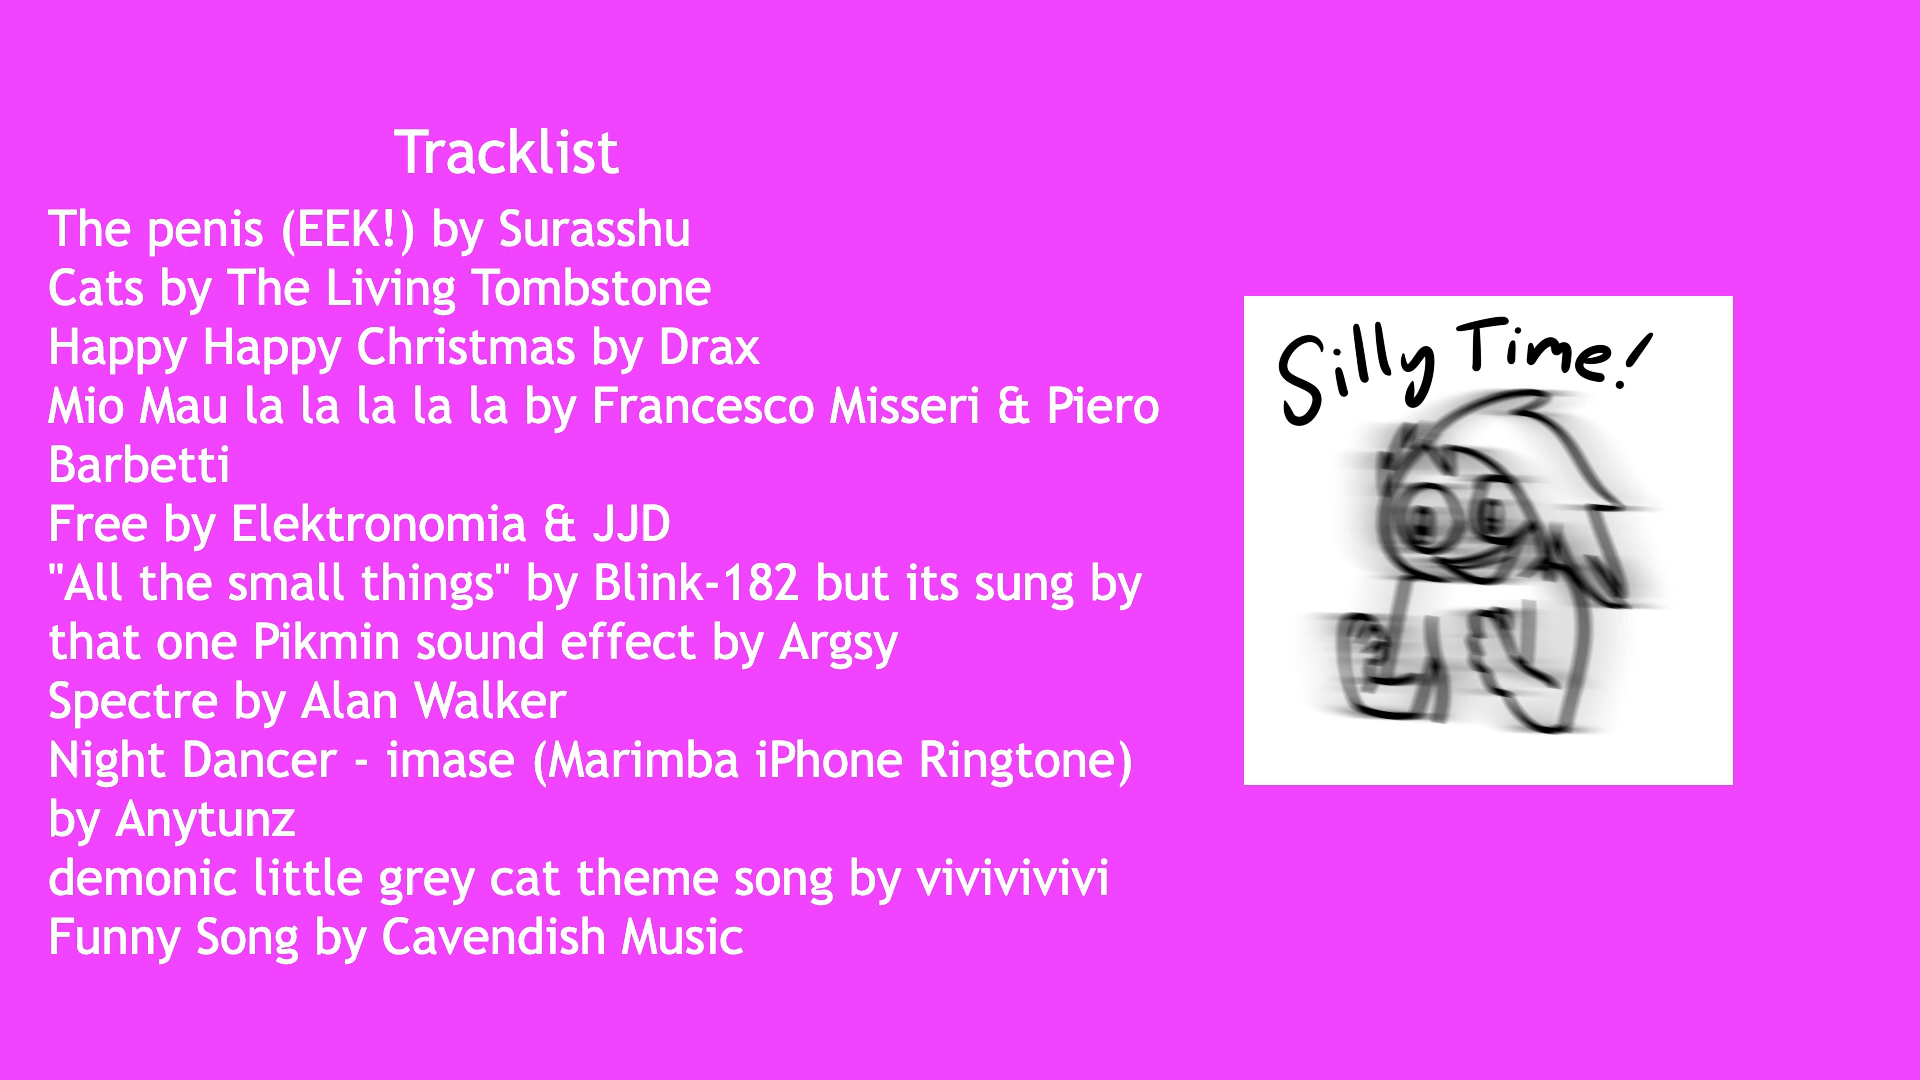 Tracklist
The penis (EEK!) by Surasshu
Cats by The Living Tombstone
Happy Happy Christmas by Drax
Mio Mau la la la la la by Francesco Misseri & Piero
Barbetti
Free by Elektronomia & JJD
"All the small things" by Blink-182 but its sung by
that one Pikmin sound effect by Argsy
Spectre by Alan Walker
Night Dancer - imase (Marimba iPhone Ringtone)
by Anytunz
demonic little grey cat theme song by vivivivivi
Funny Song by Cavendish Music
Silly Time!